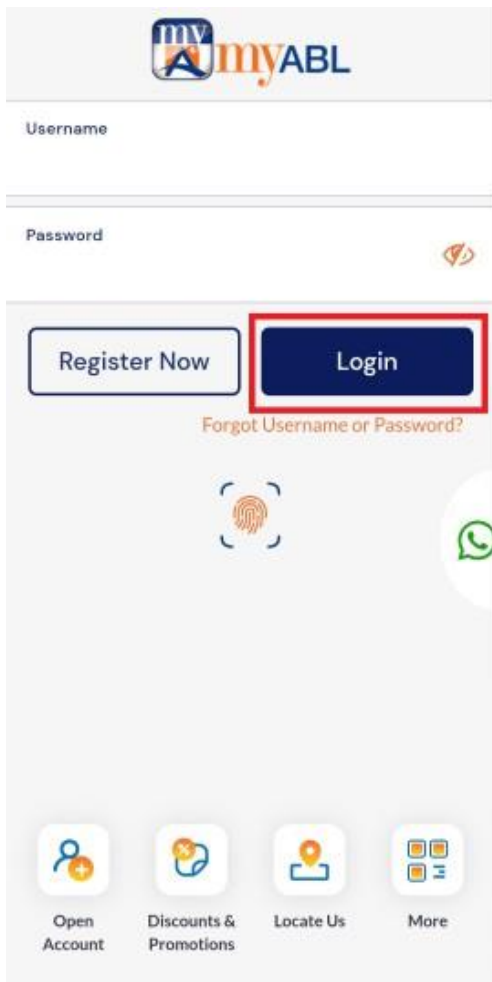 my
myABL
Username
Password
Register Now
Login
Forgot Username or Password?
Open
Account
Discounts &
Promotions
Locate Us
More